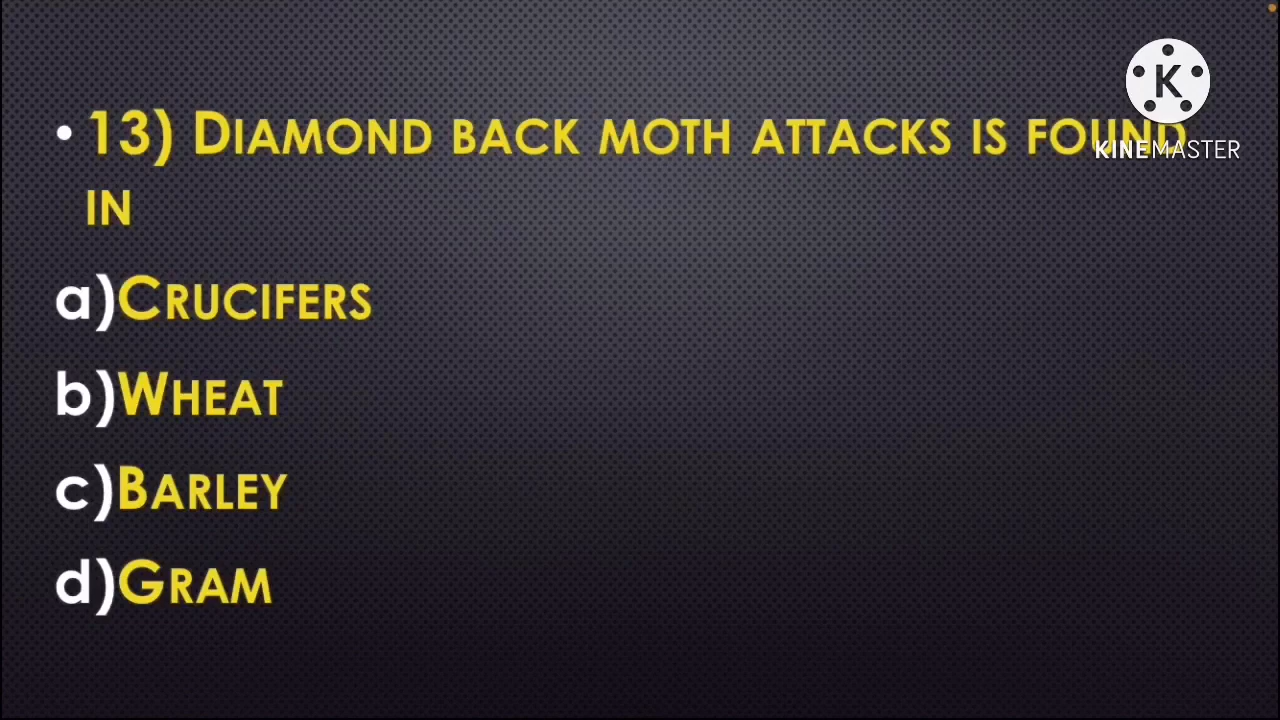 • 13) DIAMOND BACK MOTH ATTACKS IS FOUND
IN
a)CRUCIFERS
b)WHEAT
c)BARLEY
d)GRAM
K
KINEMASTER